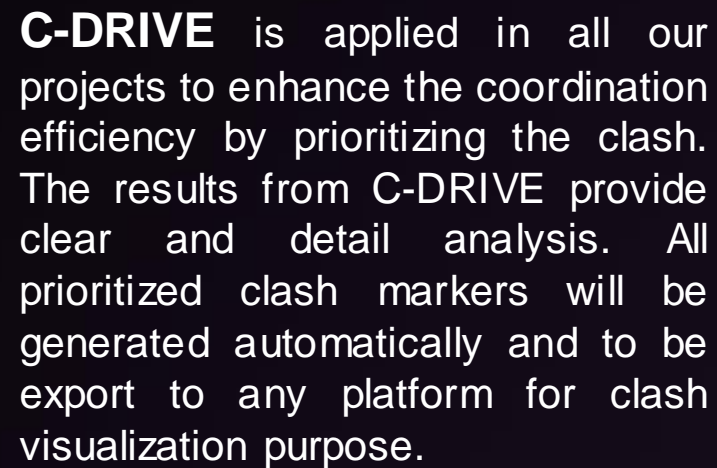 C-DRIVE is applied in all our
projects to enhance the coordination
efficiency by prioritizing the clash.
The results from C-DRIVE provide
clear and detail analysis. All
prioritized clash markers will be
generated automatically and to be
export to any platform for clash
visualization purpose.